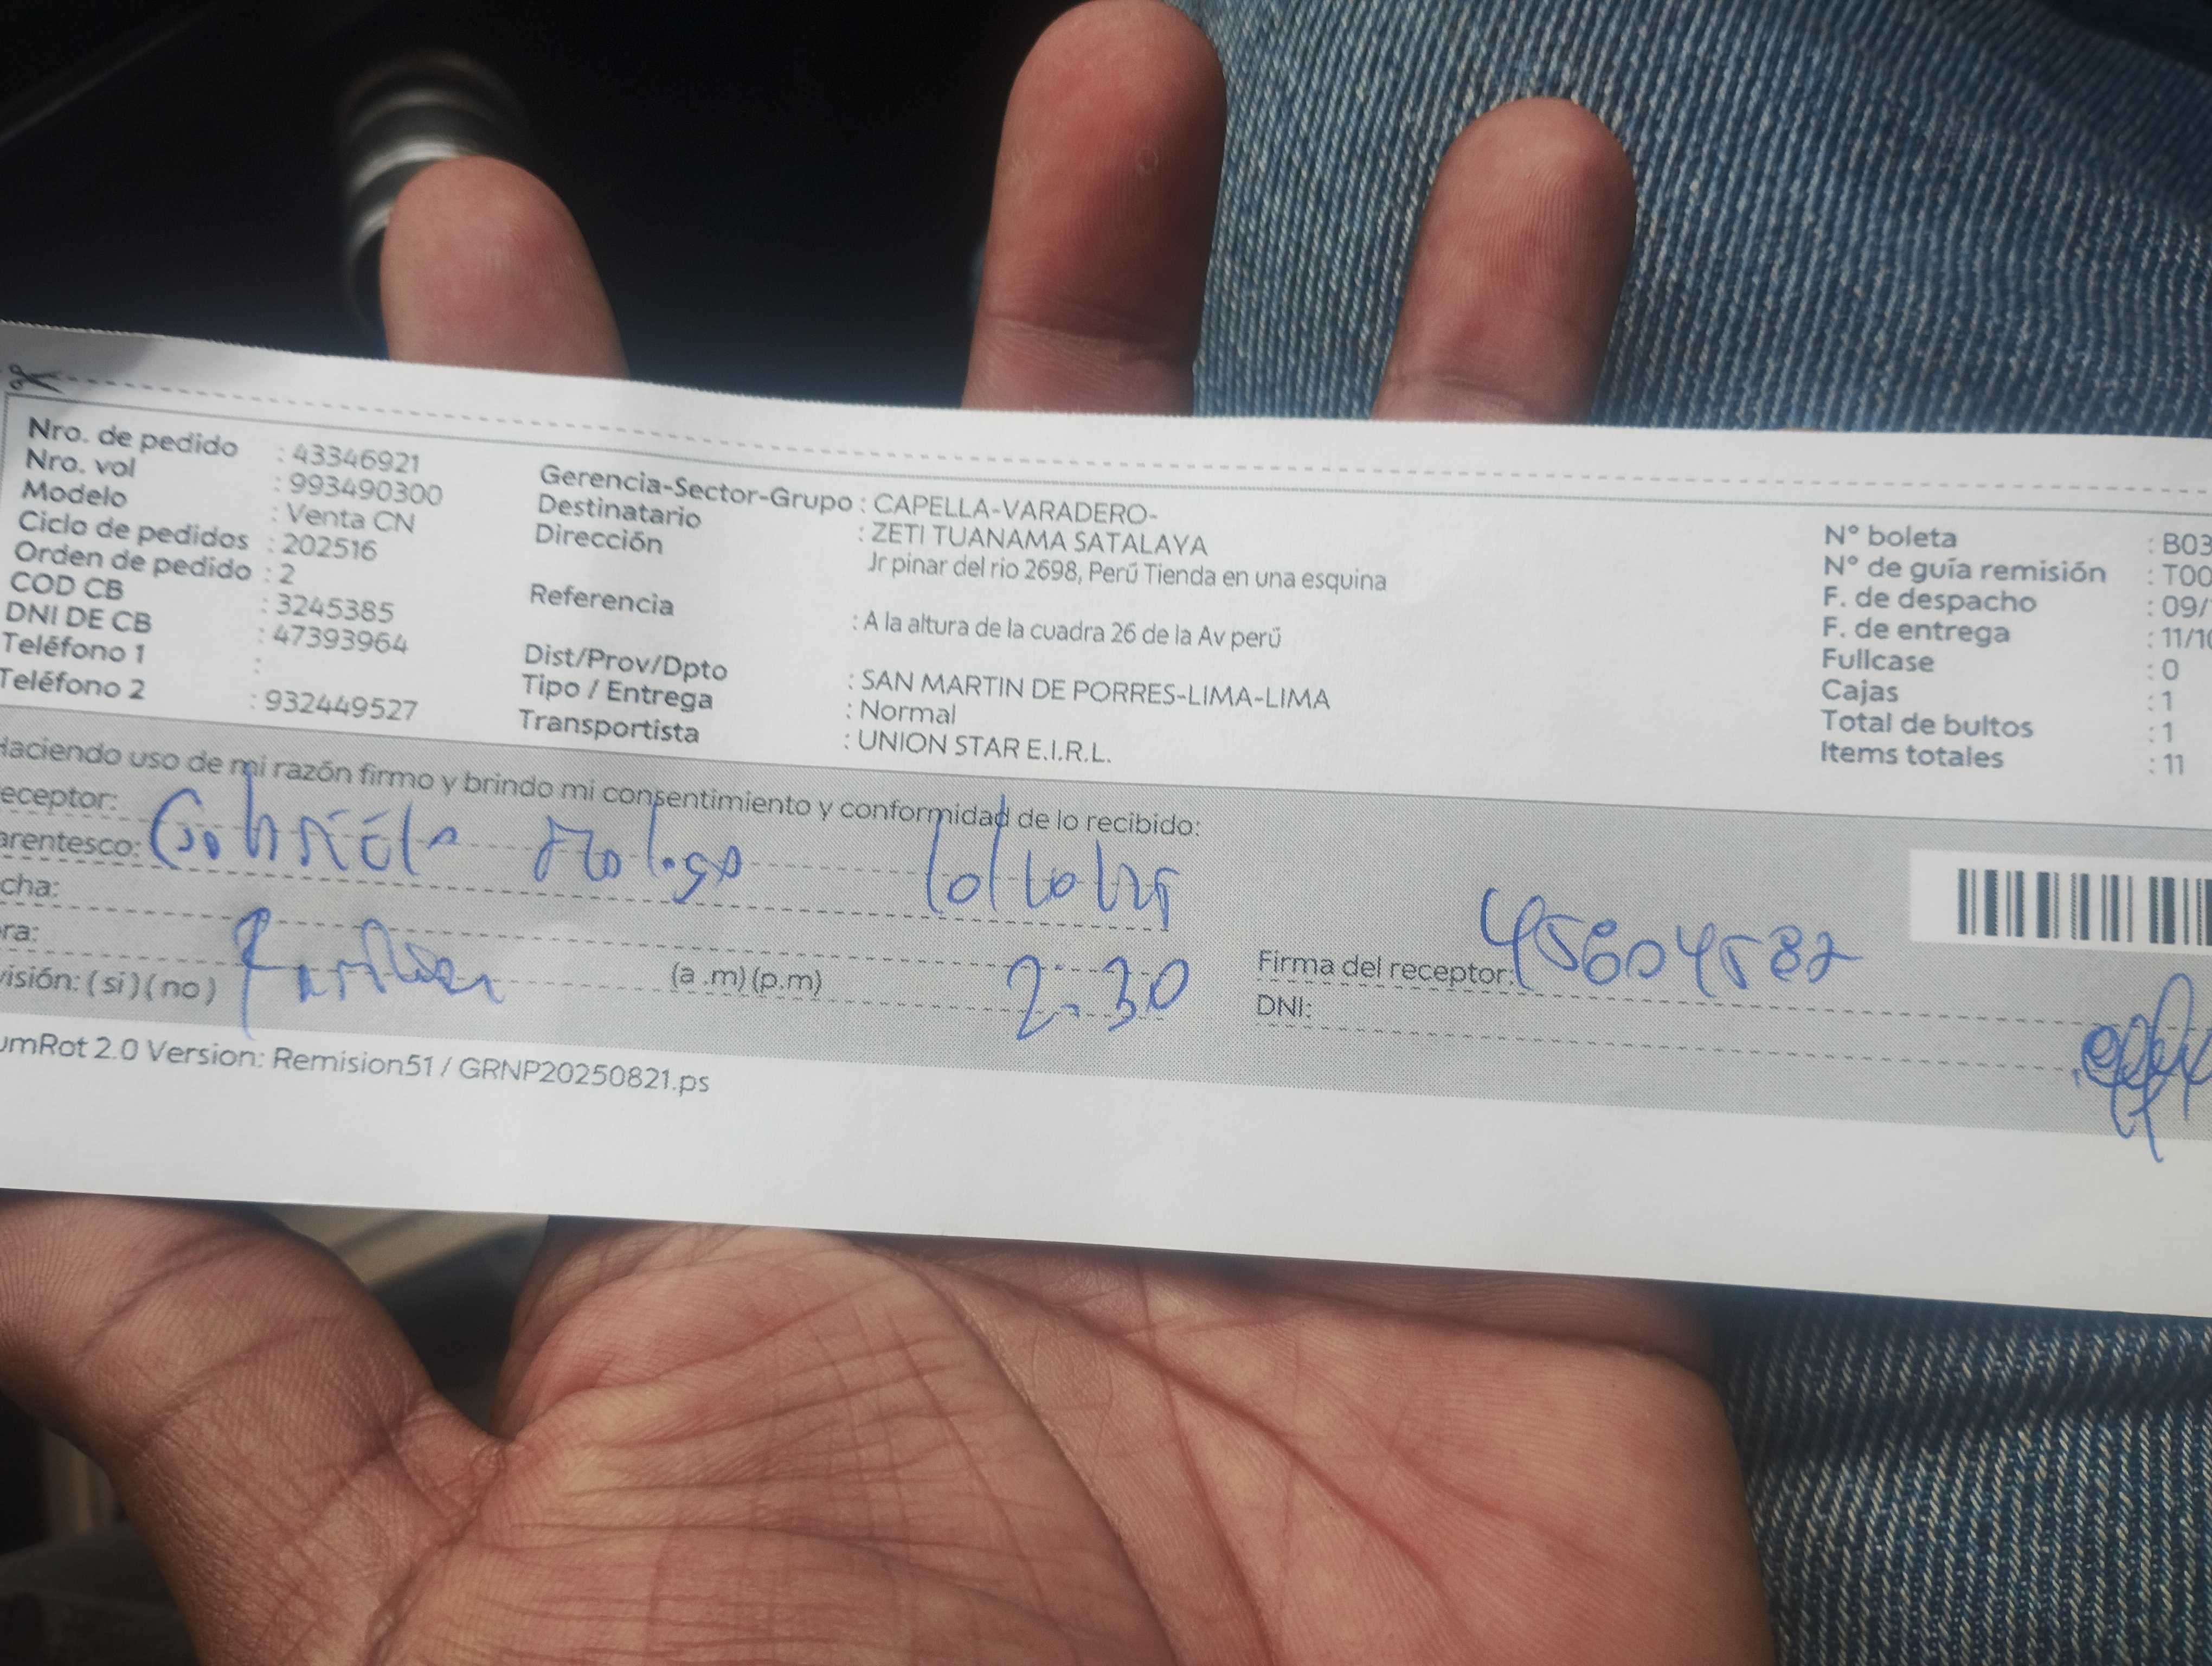 Nro. de pedido : 43346921
Nro. vol : 993490300
Modelo : Venta CN
Ciclo de pedidos : 202516
Orden de pedido : 2
COD CB : 3245385
DNI DE CB : 47393964
Teléfono 1 :
Teléfono 2 : 932449527
Gerencia-Sector-Grupo : CAPELLA-VARADERO-
Destinatario : ZETI TUANAMA SATALAYA
Dirección Jr pinar del rio 2698, Perú Tienda en una esquina
Referencia : A la altura de la cuadra 26 de la Av perú
Dist/Prov/Dpto : SAN MARTIN DE PORRES-LIMA-LIMA
Tipo / Entrega : Normal
Transportista : UNION STAR E.I.R.L.
N° boleta : B03
N° de guía remisión : T00
F. de despacho : 09/
F. de entrega : 11/10
Fullcase : 0
Cajas : 1
Total de bultos : 1
Items totales : 11
Haciendo uso de mi razón firmo y brindo mi consentimiento y conformidad de lo recibido:
eceptor:
arentesco: Gabriela
cha:
ra: (a .m) (p.m) 2:30
visión: ( si ) ( no )
Firma del receptor: 45604587
DNI:
umRot 2.0 Version: Remision51 / GRNP20250821.ps